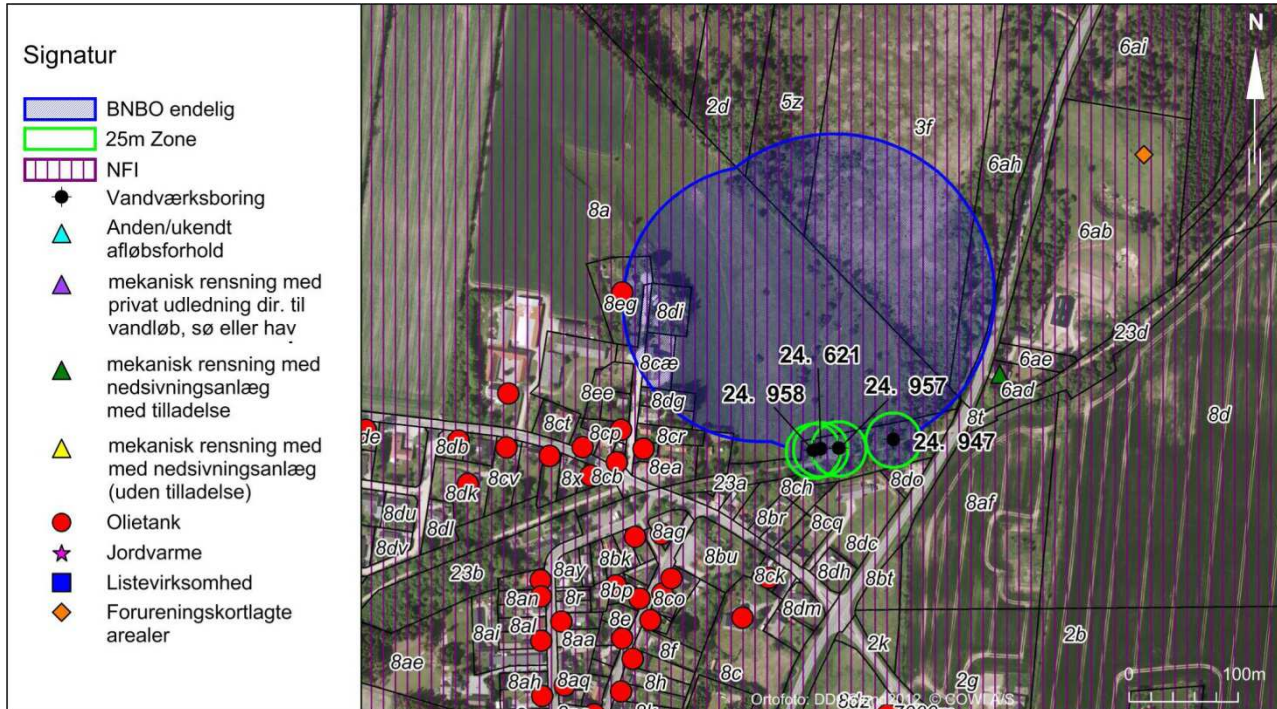 Signatur
BNBO endelig
25m Zone
NFI
Vandværksboring
Anden/ukendt
afløbsforhold
mekanisk rensning med
privat udledning dir. til
vandløb, sø eller hav
mekanisk rensning med
nedsivningsanlæg
med tilladelse
mekanisk rensning med
med nedsivningsanlæg
(uden tilladelse)
Olietank
Jordvarme
Listevirksomhed
Forureningskortlagte
arealer
N
6ai
2d
5z
3f
6ah
8a
6ab
8eg
8di
23d
8cæ
24. 621
6ae
24. 958
24. 957
6ad
8ee
8dg
8t
8d
8ct
8cp
8cr
24. 947
de
8db
8cv
8ea
8x
8cb
23a
8ch
8do
8dk
8af
8du
8dl
8br
8cq
8dc
8dv
8ag
23b
8ay
8bk
8bu
8dh
8bt
8ck
8an
8r
8bp
8co
8dm
8al
8e
8ai
8aa
8f
2k
2b
8ae
8c
8ah
8aq
8h
2g
0 100m